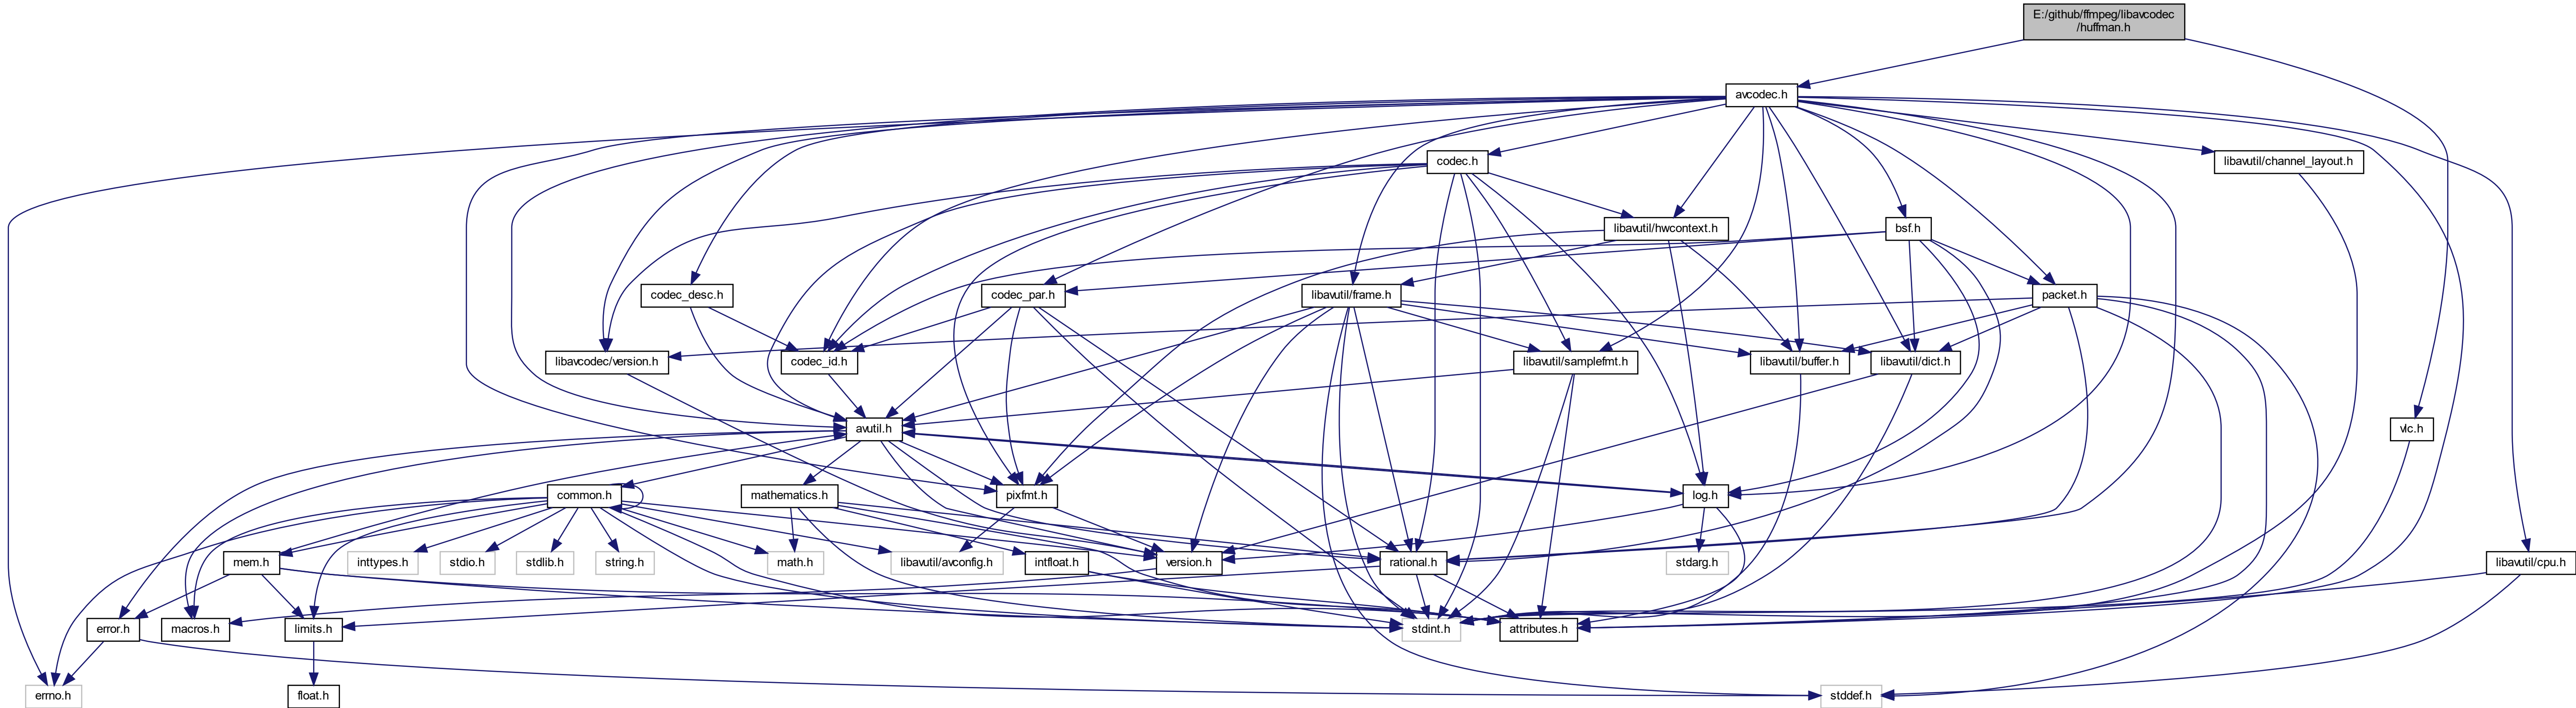 E:/github/ffmpeg/libavcodec
/huffman.h
avcodec.h
codec.h
libavutil/channel_layout.h
libavutil/hwcontext.h
bsf.h
codec_desc.h
codec_par.h
libavutil/frame.h
packet.h
libavcodec/version.h
codec_id.h
libavutil/samplefmt.h
libavutil/buffer.h
libavutil/dict.h
avutil.h
vlc.h
common.h
mathematics.h
pixfmt.h
log.h
mem.h
inttypes.h
stdio.h
stdlib.h
string.h
math.h
libavutil/avconfig.h
intfloat.h
version.h
rational.h
stdarg.h
libavutil/cpu.h
error.h
macros.h
limits.h
stdint.h
attributes.h
errno.h
float.h
stddef.h